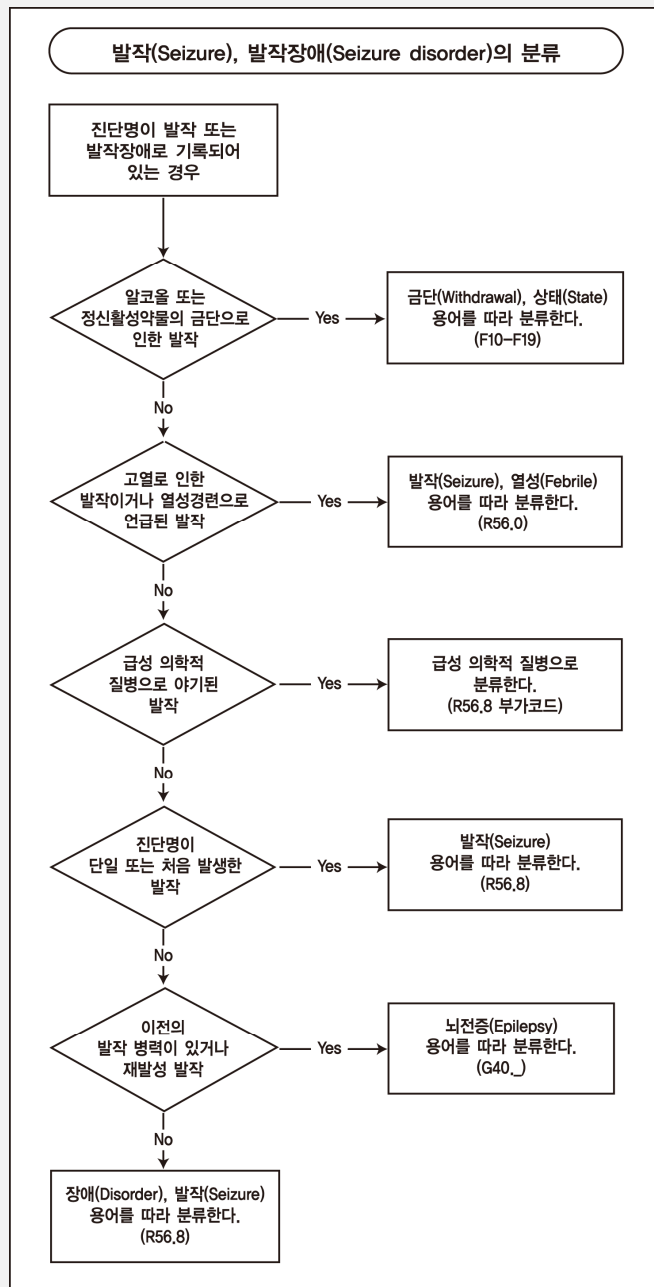 발작(Seizure), 발작장애(Seizure disorder)의 분류
진단명이 발작 또는
발작장애로 기록되어
있는 경우
알코올 또는
정신활성약물의 금단으로
인한 발작
Yes
금단(Withdrawal), 상태(State)
용어를 따라 분류한다.
(F10-F19)
No
고열로 인한
발작이거나 열성경련으로
언급된 발작
Yes
발작(Seizure), 열성(Febrile)
용어를 따라 분류한다.
(R56.0)
No
급성 의학적
질병으로 야기된
발작
Yes
급성 의학적 질병으로
분류한다.
(R56.8 부가코드)
No
진단명이
단일 또는 처음 발생한
발작
Yes
발작(Seizure)
용어를 따라 분류한다.
(R56.8)
No
이전의
발작 병력이 있거나
재발성 발작
Yes
뇌전증(Epilepsy)
용어를 따라 분류한다.
(G40._)
No
장애(Disorder), 발작(Seizure)
용어를 따라 분류한다.
(R56.8)